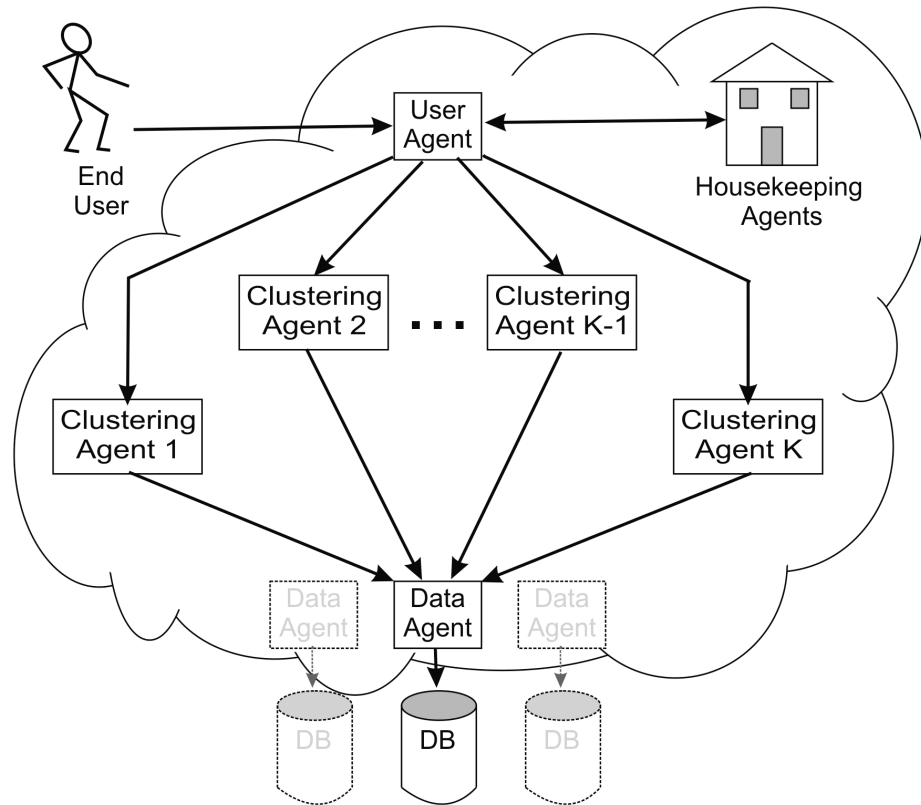 User
Agent
End
User
Housekeeping
Agents
Clustering
Agent 2
...
Clustering
Agent K-1
Clustering
Agent 1
Clustering
Agent K
Data
Agent
Data
Agent
Data
Agent
DB
DB
DB